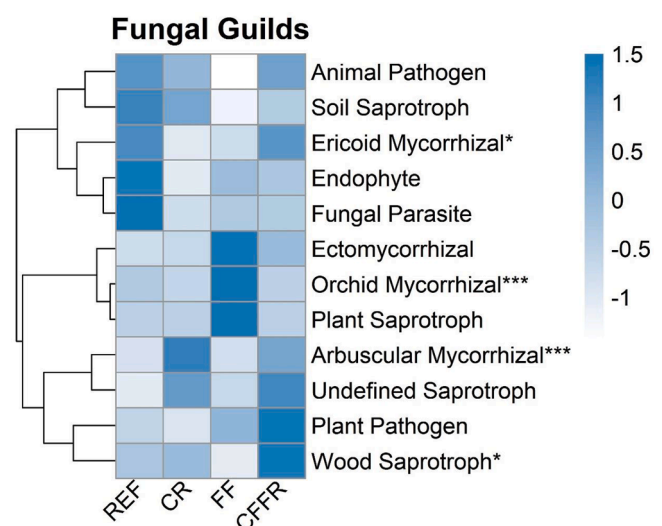 Fungal Guilds
Animal Pathogen
Soil Saprotroph
Ericoid Mycorrhizal*
Endophyte
Fungal Parasite
Ectomycorrhizal
Orchid Mycorrhizal***
Plant Saprotroph
Arbuscular Mycorrhizal***
Undefined Saprotroph
Plant Pathogen
Wood Saprotroph*
REF CR FF CFFR
1.5
1
0.5
0
-0.5
-1